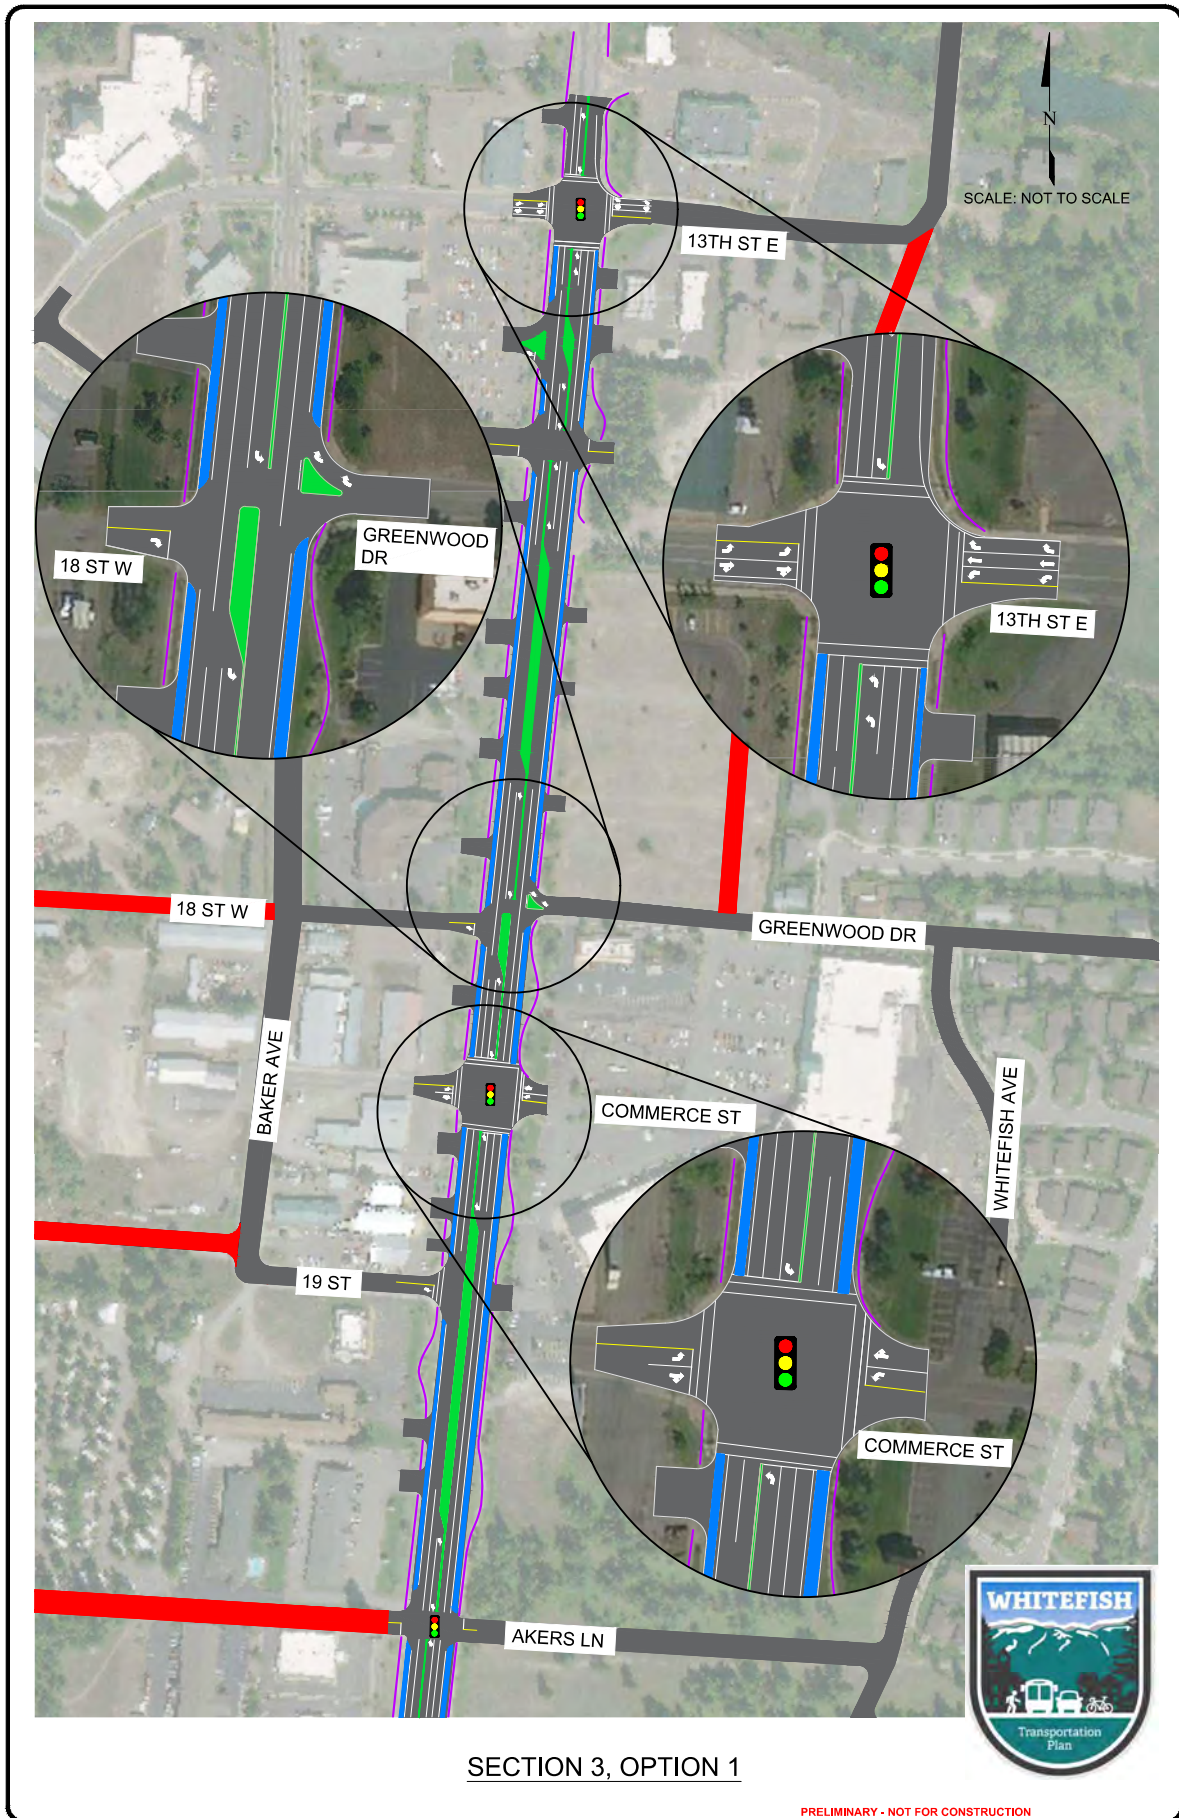 N
SCALE: NOT TO SCALE
13TH ST E
GREENWOOD
DR
18 ST W
13TH ST E
18 ST W
GREENWOOD DR
BAKER AVE
COMMERCE ST
WHITEFISH AVE
19 ST
COMMERCE ST
AKERS LN
WHITEFISH
Transportation
Plan
SECTION 3, OPTION 1
PRELIMINARY - NOT FOR CONSTRUCTION